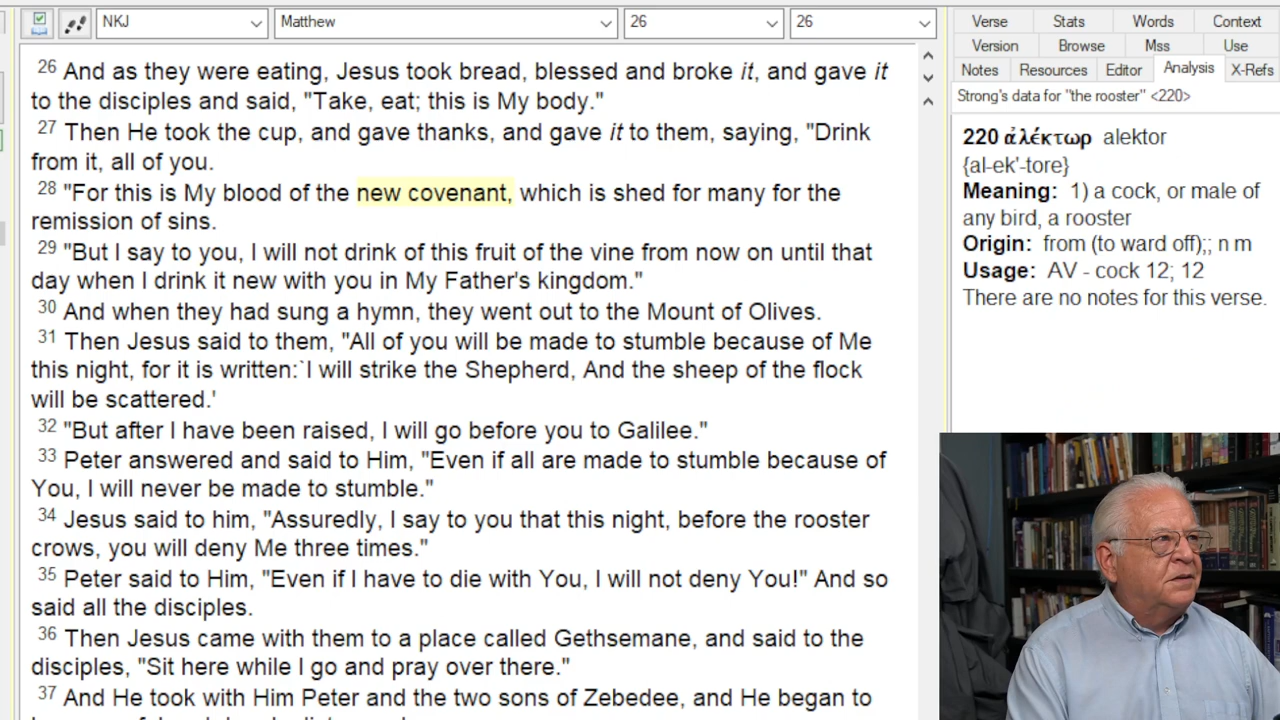 NKJ Matthew 26 26
26 And as they were eating, Jesus took bread, blessed and broke it, and gave it
to the disciples and said, "Take, eat; this is My body."
27 Then He took the cup, and gave thanks, and gave it to them, saying, "Drink
from it, all of you.
28 "For this is My blood of the new covenant, which is shed for many for the
remission of sins.
29 "But I say to you, I will not drink of this fruit of the vine from now on until that
day when I drink it new with you in My Father's kingdom."
30 And when they had sung a hymn, they went out to the Mount of Olives.
31 Then Jesus said to them, "All of you will be made to stumble because of Me
this night, for it is written:`I will strike the Shepherd, And the sheep of the flock
will be scattered.'
32 "But after I have been raised, I will go before you to Galilee."
33 Peter answered and said to Him, "Even if all are made to stumble because of
You, I will never be made to stumble."
34 Jesus said to him, "Assuredly, I say to you that this night, before the rooster
crows, you will deny Me three times."
35 Peter said to Him, "Even if I have to die with You, I will not deny You!" And so
said all the disciples.
36 Then Jesus came with them to a place called Gethsemane, and said to the
disciples, "Sit here while I go and pray over there."
37 And He took with Him Peter and the two sons of Zebedee, and He began to
Verse Stats Words Context
Version Browse Mss Use
Notes Resources Editor Analysis X-Refs
Strong's data for "the rooster" <220>
220 ἀλέκτωρ alektor
{al-ek'-tore}
Meaning: 1) a cock, or male of
any bird, a rooster
Origin: from (to ward off);; n m
Usage: AV - cock 12; 12
There are no notes for this verse.